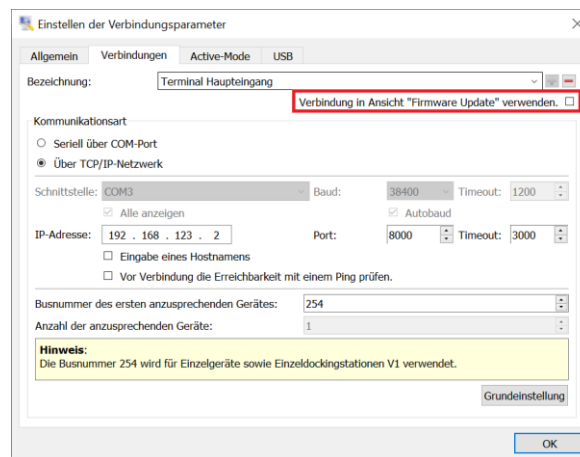 Einstellen der Verbindungsparameter
Allgemein Verbindungen Active-Mode USB
Bezeichnung: Terminal Haupteingang
Verbindung in Ansicht "Firmware Update" verwenden.
Kommunikationsart
Seriell über COM-Port
Über TCP/IP-Netzwerk
Schnittstelle: COM3 Baud: 38400 Timeout: 1200
Alle anzeigen Autobaud
IP-Adresse: 192 . 168 . 123 . 2 Port: 8000 Timeout: 3000
Eingabe eines Hostnamens
Vor Verbindung die Erreichbarkeit mit einem Ping prüfen.
Busnummer des ersten anzusprechenden Gerätes: 254
Anzahl der anzusprechenden Geräte: 1
Hinweis:
Die Busnummer 254 wird für Einzelgeräte sowie Einzeldockingstationen V1 verwendet.
Grundeinstellung
OK